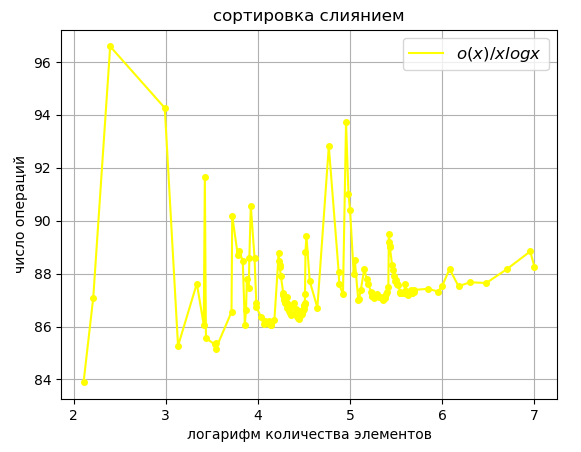 сортировка слиянием
o(x)/xlogx
число операций
96
94
92
90
88
86
84
2 3 4 5 6 7
логарифм количества элементов